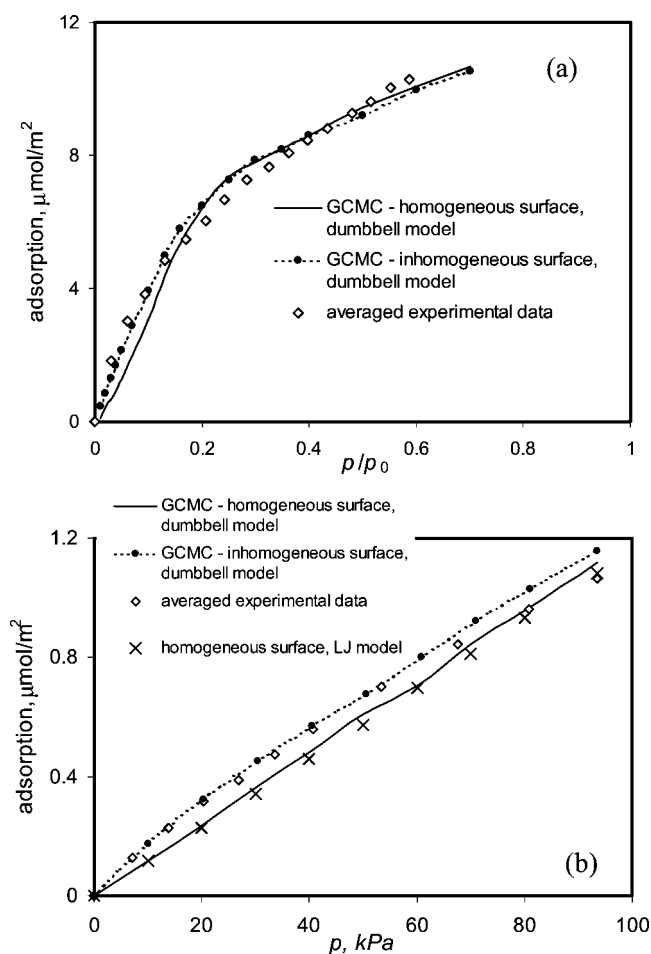 12
(a)
8
GCMC - homogeneous surface,
dumbbell model
GCMC - inhomogeneous surface,
dumbbell model
averaged experimental data
4
0
adsorption, μmol/m²
0 0.2 0.4 0.6 0.8 1
p/p₀
GCMC - homogeneous surface,
dumbbell model
GCMC - inhomogeneous surface,
dumbbell model
averaged experimental data
homogeneous surface, LJ model
1.2
0.8
0.4
0
adsorption, μmol/m²
(b)
0 20 40 60 80 100
p, kPa